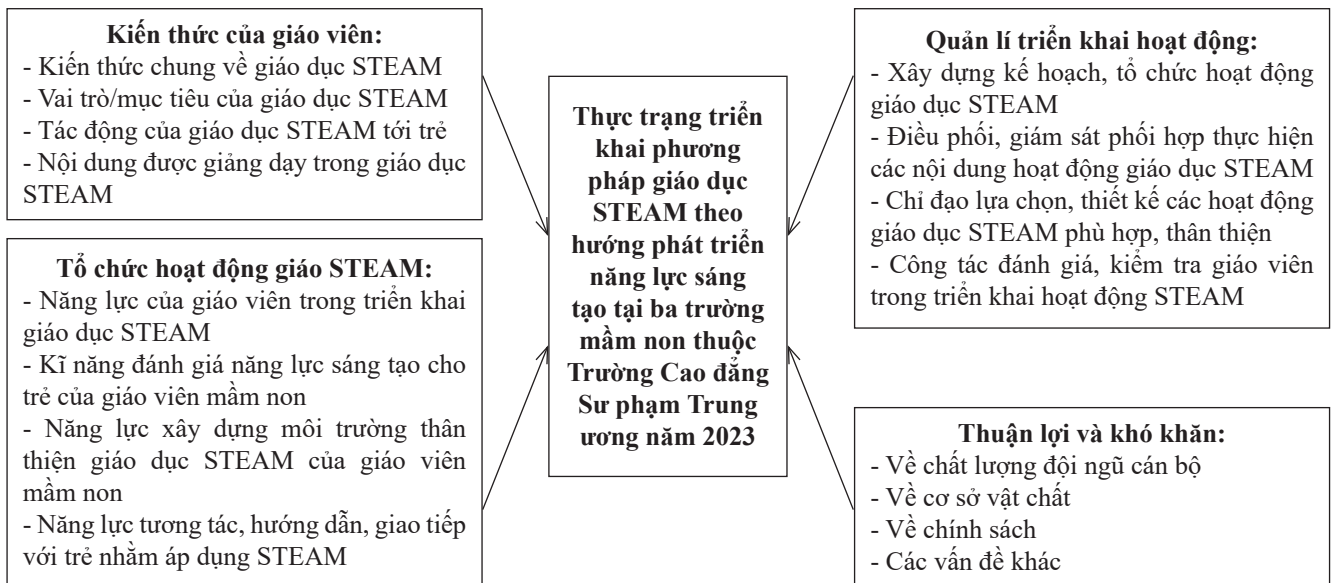 Kiến thức của giáo viên:
- Kiến thức chung về giáo dục STEAM
- Vai trò/mục tiêu của giáo dục STEAM
- Tác động của giáo dục STEAM tới trẻ
- Nội dung được giảng dạy trong giáo dục
STEAM
Tổ chức hoạt động giáo STEAM:
- Năng lực của giáo viên trong triển khai
giáo dục STEAM
- Kĩ năng đánh giá năng lực sáng tạo cho
trẻ của giáo viên mầm non
- Năng lực xây dựng môi trường thân
thiện giáo dục STEAM của giáo viên
mầm non
- Năng lực tương tác, hướng dẫn, giao tiếp
với trẻ nhằm áp dụng STEAM
Thực trạng triển
khai phương
pháp giáo dục
STEAM theo
hướng phát triển
năng lực sáng
tạo tại ba trường
mầm non thuộc
Trường Cao đẳng
Sư phạm Trung
ương năm 2023
Quản lí triển khai hoạt động:
- Xây dựng kế hoạch, tổ chức hoạt động
giáo dục STEAM
- Điều phối, giám sát phối hợp thực hiện
các nội dung hoạt động giáo dục STEAM
- Chỉ đạo lựa chọn, thiết kế các hoạt động
giáo dục STEAM phù hợp, thân thiện
- Công tác đánh giá, kiểm tra giáo viên
trong triển khai hoạt động STEAM
Thuận lợi và khó khăn:
- Về chất lượng đội ngũ cán bộ
- Về cơ sở vật chất
- Về chính sách
- Các vấn đề khác